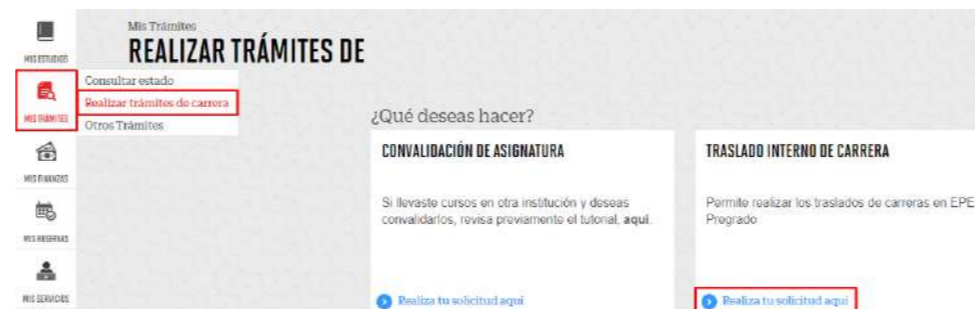 Mis Trámites
REALIZAR TRÁMITES DE
MIS ESTUDIOS
MIS TRÁMITES
Consultar estado
Realizar trámites de carrera
Otros Trámites
MIS FINANZAS
MIS RESERVAS
MIS SERVICIOS
¿Qué deseas hacer?
CONVALIDACIÓN DE ASIGNATURA
Si llevaste cursos en otra institución y deseas
convalidarlos, revisa previamente el tutorial, aquí.
Realiza tu solicitud aquí
TRASLADO INTERNO DE CARRERA
Permite realizar los traslados de carreras en EPE
Pregrado
Realiza tu solicitud aquí